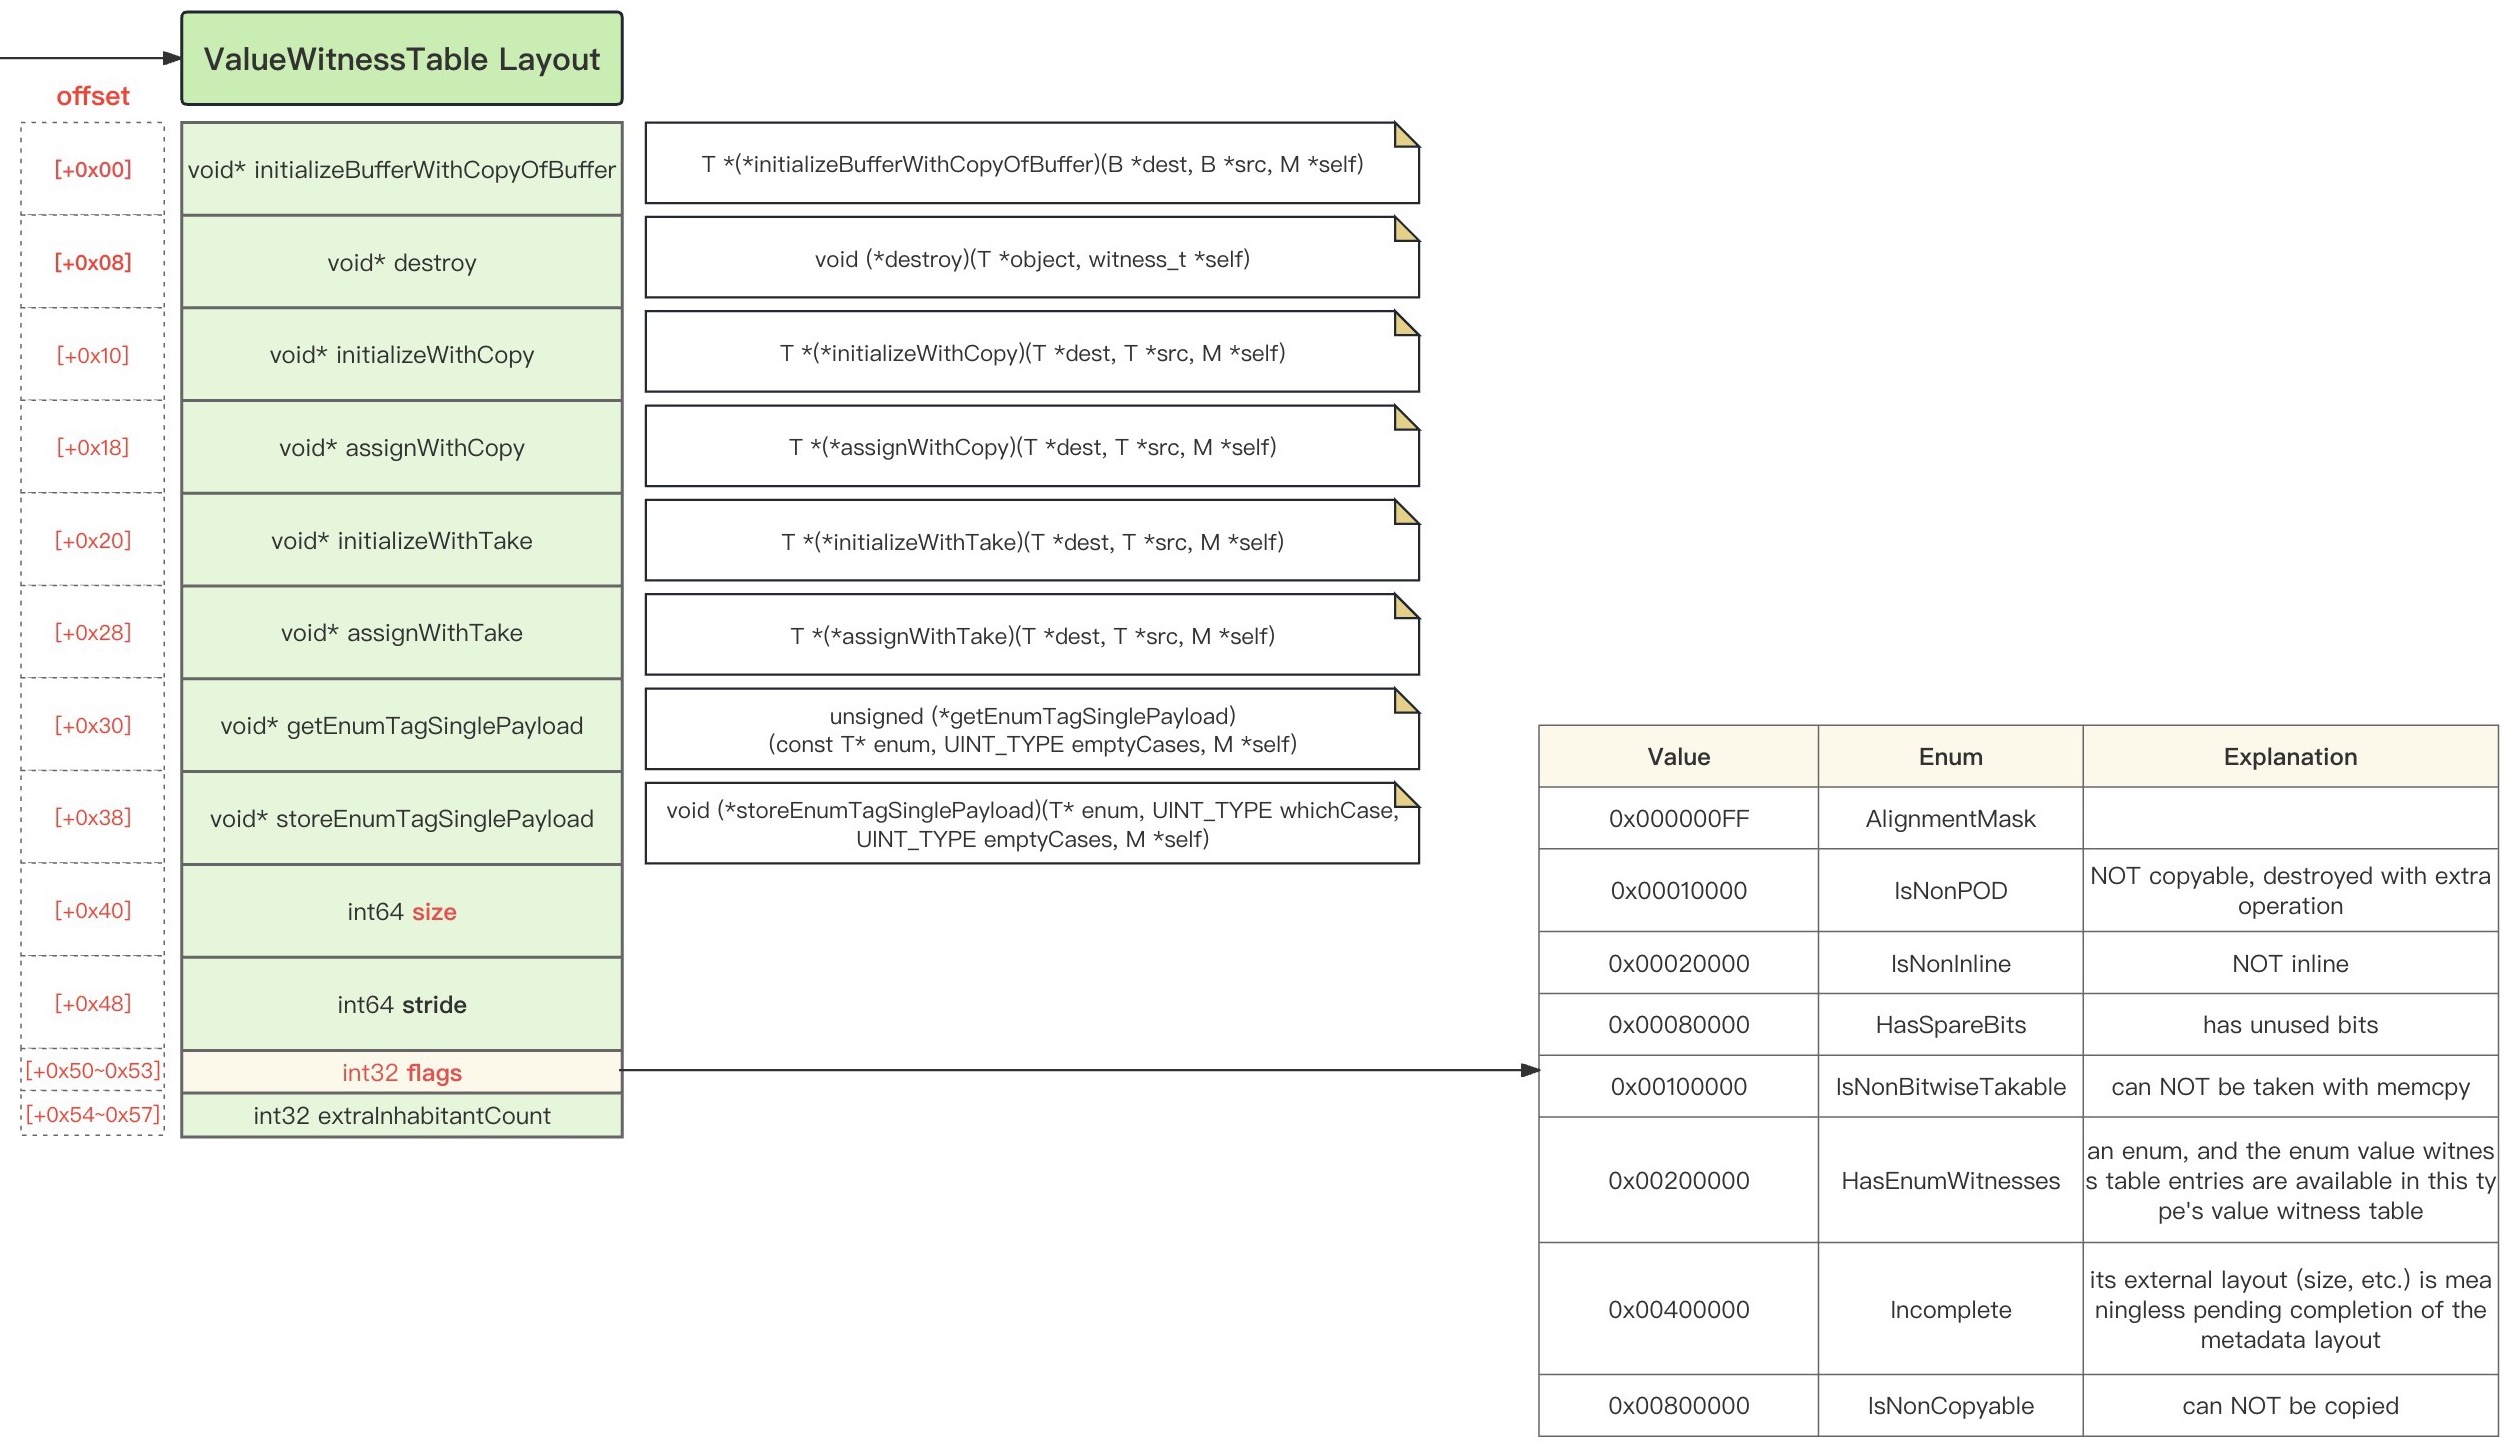 ValueWitnessTable Layout
offset
[+0x00]
void* initializeBufferWithCopyOfBuffer
T *(*initializeBufferWithCopyOfBuffer)(B *dest, B *src, M *self)
[+0x08]
void* destroy
void (*destroy)(T *object, witness_t *self)
[+0x10]
void* initializeWithCopy
T *(*initializeWithCopy)(T *dest, T *src, M *self)
[+0x18]
void* assignWithCopy
T *(*assignWithCopy)(T *dest, T *src, M *self)
[+0x20]
void* initializeWithTake
T *(*initializeWithTake)(T *dest, T *src, M *self)
[+0x28]
void* assignWithTake
T *(*assignWithTake)(T *dest, T *src, M *self)
[+0x30]
void* getEnumTagSinglePayload
unsigned (*getEnumTagSinglePayload)
(const T* enum, UINT_TYPE emptyCases, M *self)
[+0x38]
void* storeEnumTagSinglePayload
void (*storeEnumTagSinglePayload)(T* enum, UINT_TYPE whichCase,
UINT_TYPE emptyCases, M *self)
[+0x40]
int64 size
[+0x48]
int64 stride
[+0x50~0x53]
int32 flags
[+0x54~0x57]
int32 extraInhabitantCount
Value
Enum
Explanation
0x000000FF
AlignmentMask
0x00010000
IsNonPOD
NOT copyable, destroyed with extra
operation
0x00020000
IsNonInline
NOT inline
0x00080000
HasSpareBits
has unused bits
0x00100000
IsNonBitwiseTakable
can NOT be taken with memcpy
0x00200000
HasEnumWitnesses
an enum, and the enum value witnes
s table entries are available in this ty
pe's value witness table
0x00400000
Incomplete
its external layout (size, etc.) is mea
ningless pending completion of the
metadata layout
0x00800000
IsNonCopyable
can NOT be copied